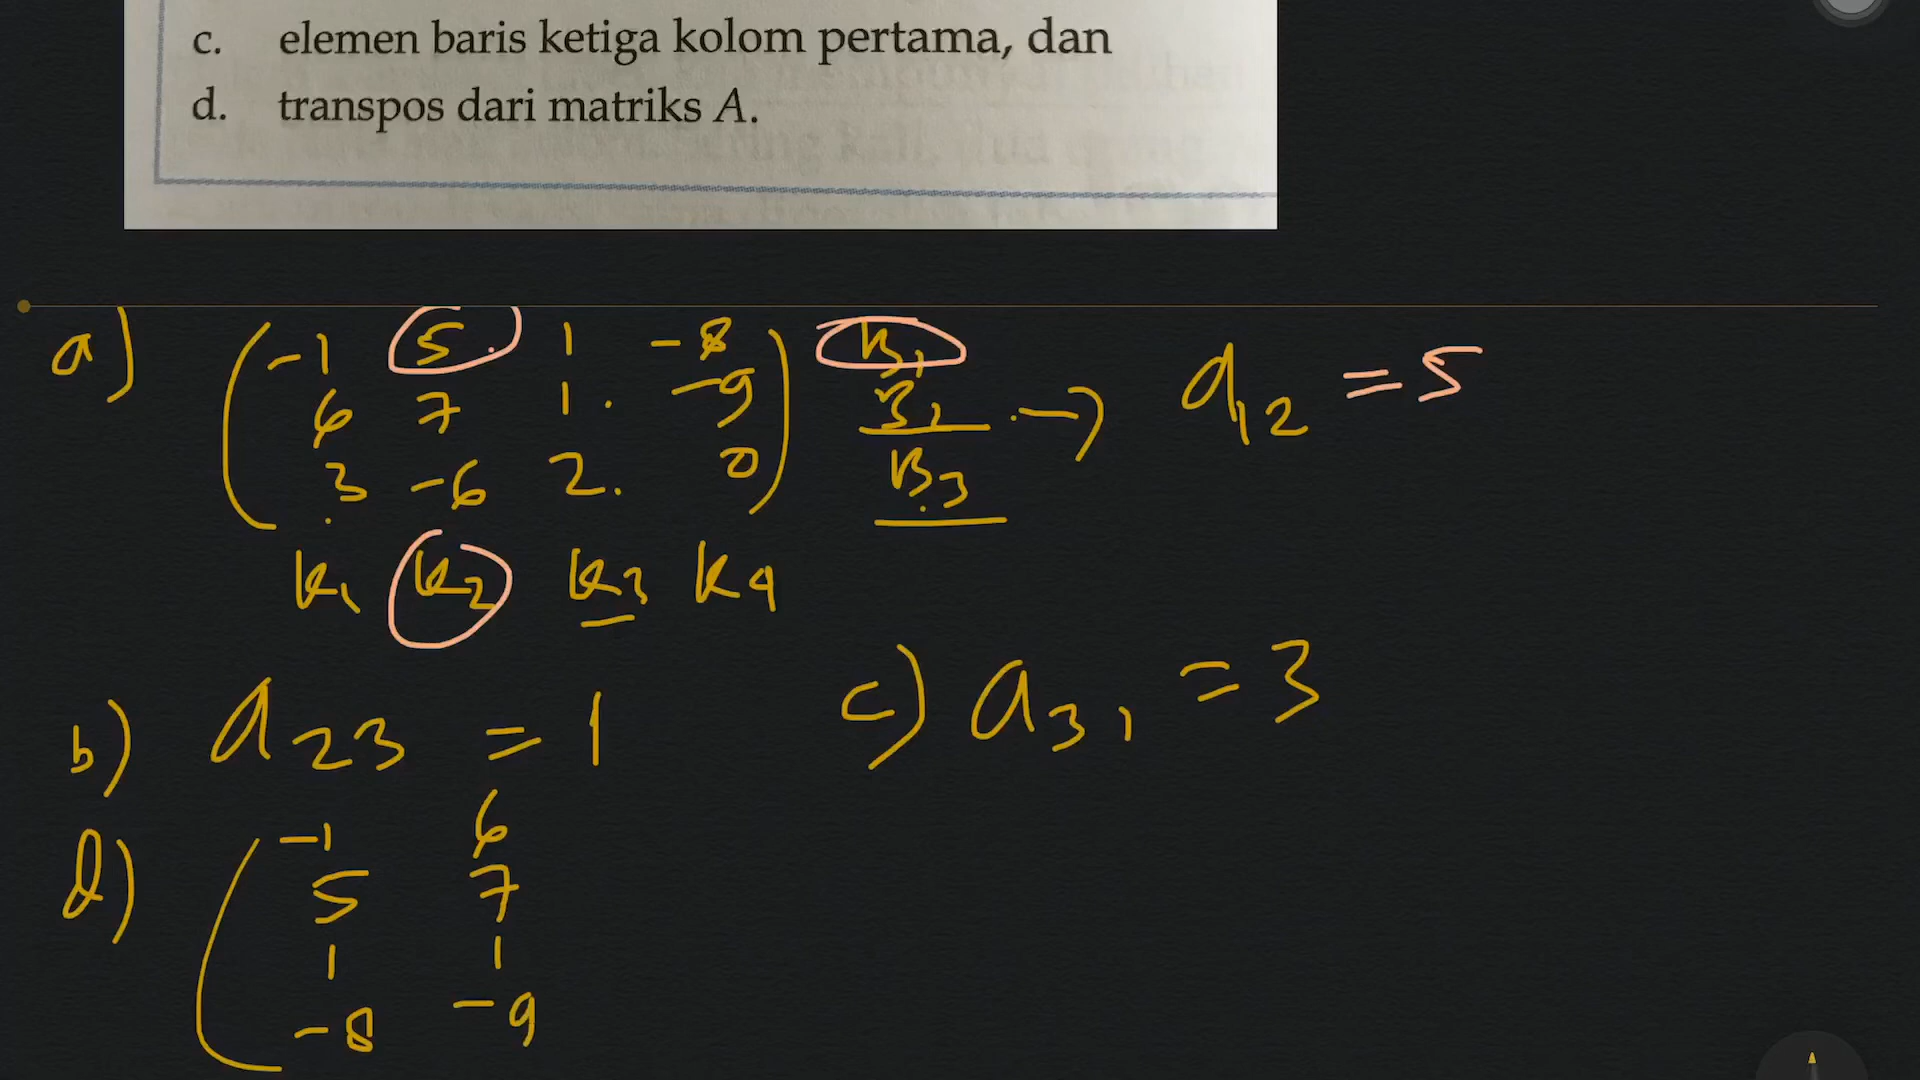 c. elemen baris ketiga kolom pertama, dan
d. transpos dari matriks A.
a) ( -1 5 1 -8 ) B1
6 7 1 -9 B2 → a12 = 5
3 -6 2 0 B3
k1 k2 k3 k4
b) a23 = 1 c) a31 = 3
d) ( -1 6
5 7
1 1
-8 -9